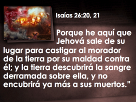 Isaías 26:20, 21
Porque he aquí que
Jehová sale de su
lugar para castigar al morador
de la tierra por su maldad contra
él; y la tierra descubrirá la sangre
derramada sobre ella, y no
encubrirá ya más a sus muertos.”